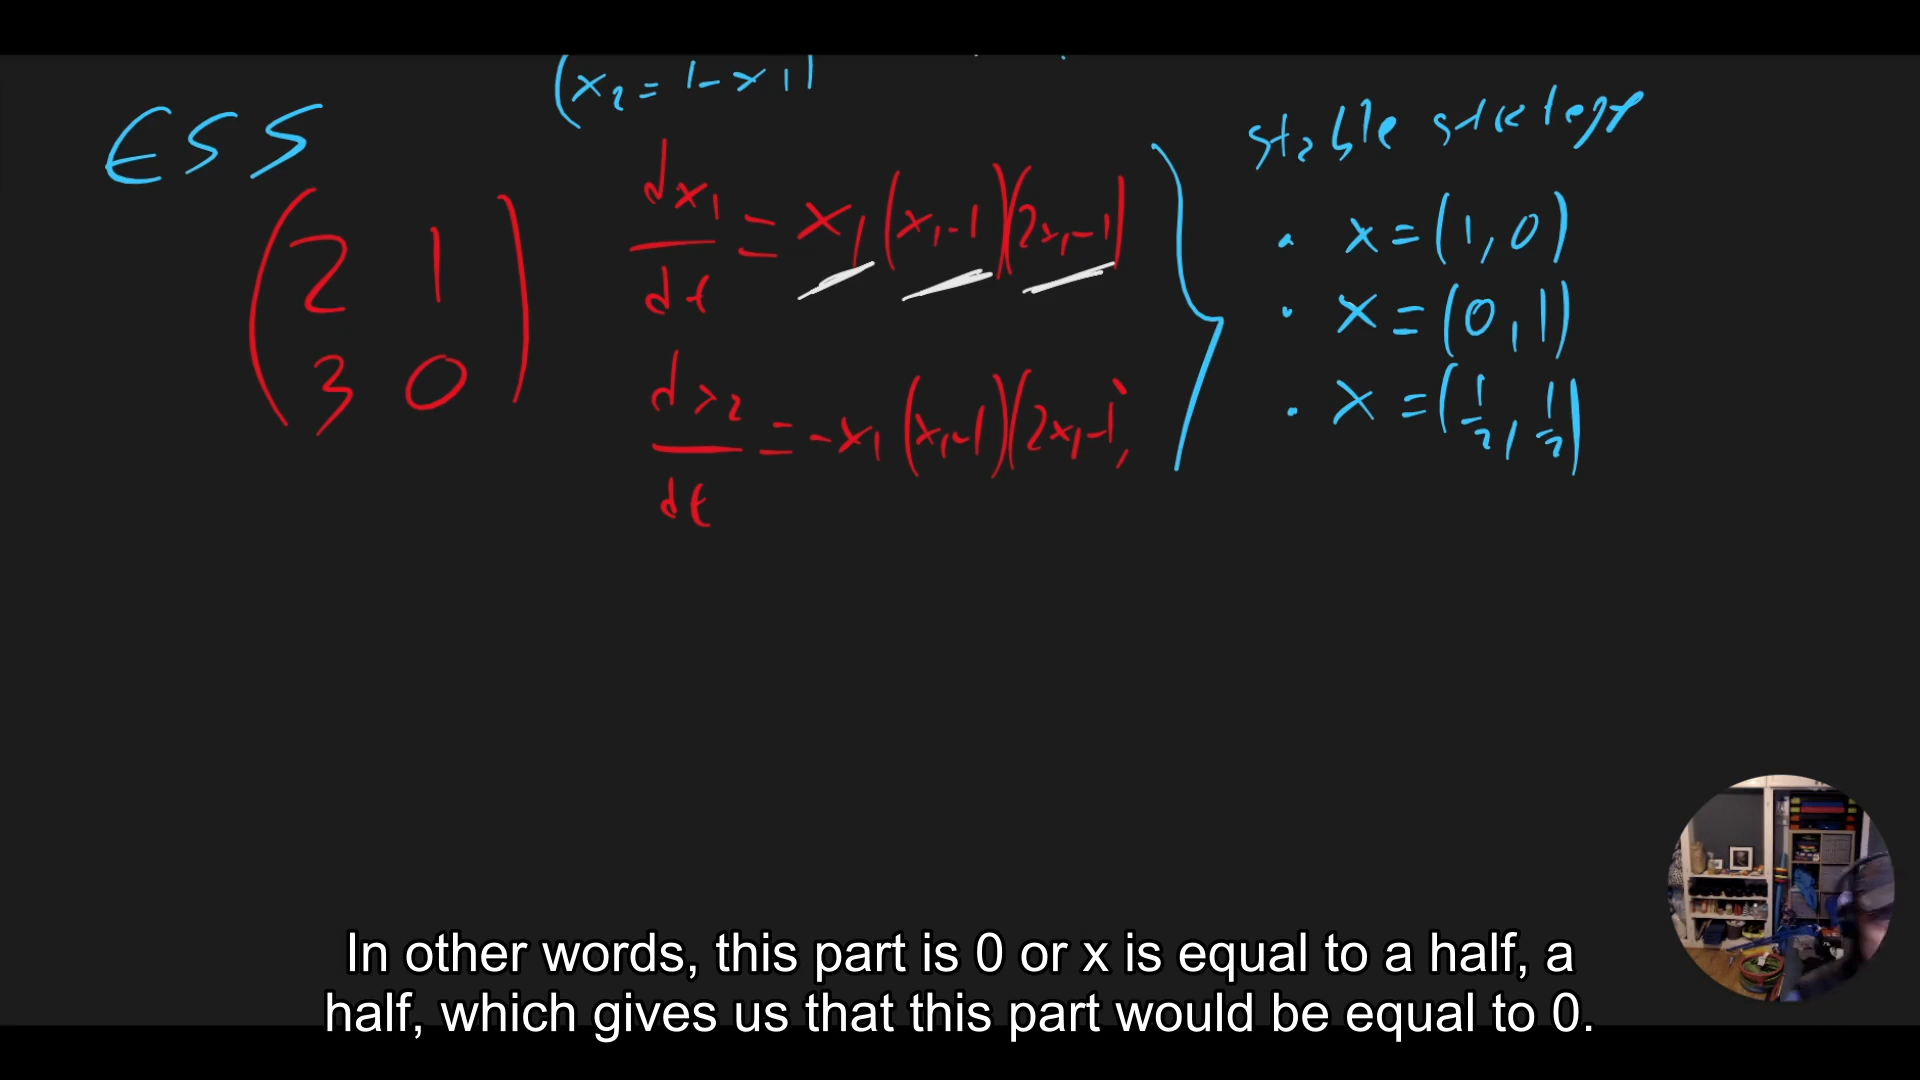 (x₂ = 1 - x₁)
ESS
stable strategy
(2 1
3 0)
dx₁/dt = x₁(x₁-1)(2x₁-1)
• x = (1, 0)
• x = (0, 1)
dx₂/dt = -x₁(x₁-1)(2x₁-1)
• x = (1/2, 1/2)
In other words, this part is 0 or x is equal to a half, a
half, which gives us that this part would be equal to 0.